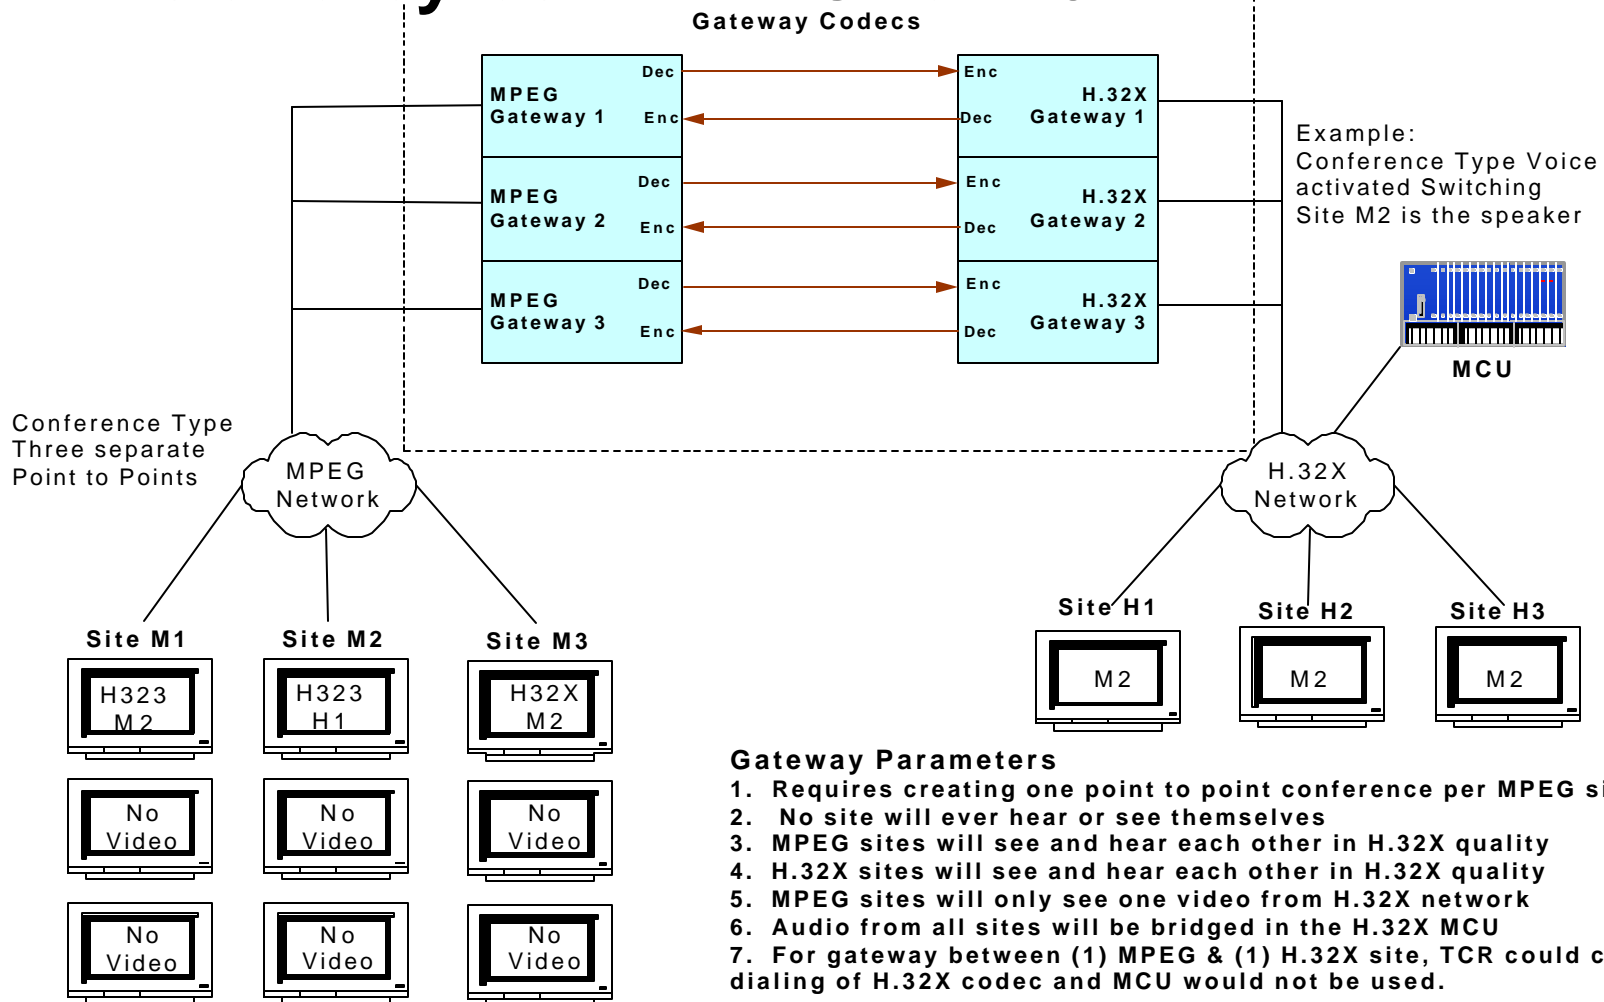 Gateway Codecs
Dec
Enc
MPEG
Gateway 1
Enc
Dec
H.32X
Gateway 1
Dec
Enc
MPEG
Gateway 2
Enc
Dec
H.32X
Gateway 2
Dec
Enc
MPEG
Gateway 3
Enc
Dec
H.32X
Gateway 3
Example:
Conference Type Voice
activated Switching
Site M2 is the speaker
MCU
Conference Type
Three separate
Point to Points
MPEG
Network
H.32X
Network
Site M1
Site M2
Site M3
Site H1
Site H2
Site H3
H323
M2
H323
H1
H32X
M2
M2
M2
M2
No
Video
No
Video
No
Video
No
Video
No
Video
No
Video
Gateway Parameters
1. Requires creating one point to point conference per MPEG
2. No site will ever hear or see themselves
3. MPEG sites will see and hear each other in H.32X quality
4. H.32X sites will see and hear each other in H.32X quality
5. MPEG sites will only see one video from H.32X network
6. Audio from all sites will be bridged in the H.32X MCU
7. For gateway between (1) MPEG & (1) H.32X site, TCR could
dialing of H.32X codec and MCU would not be used.